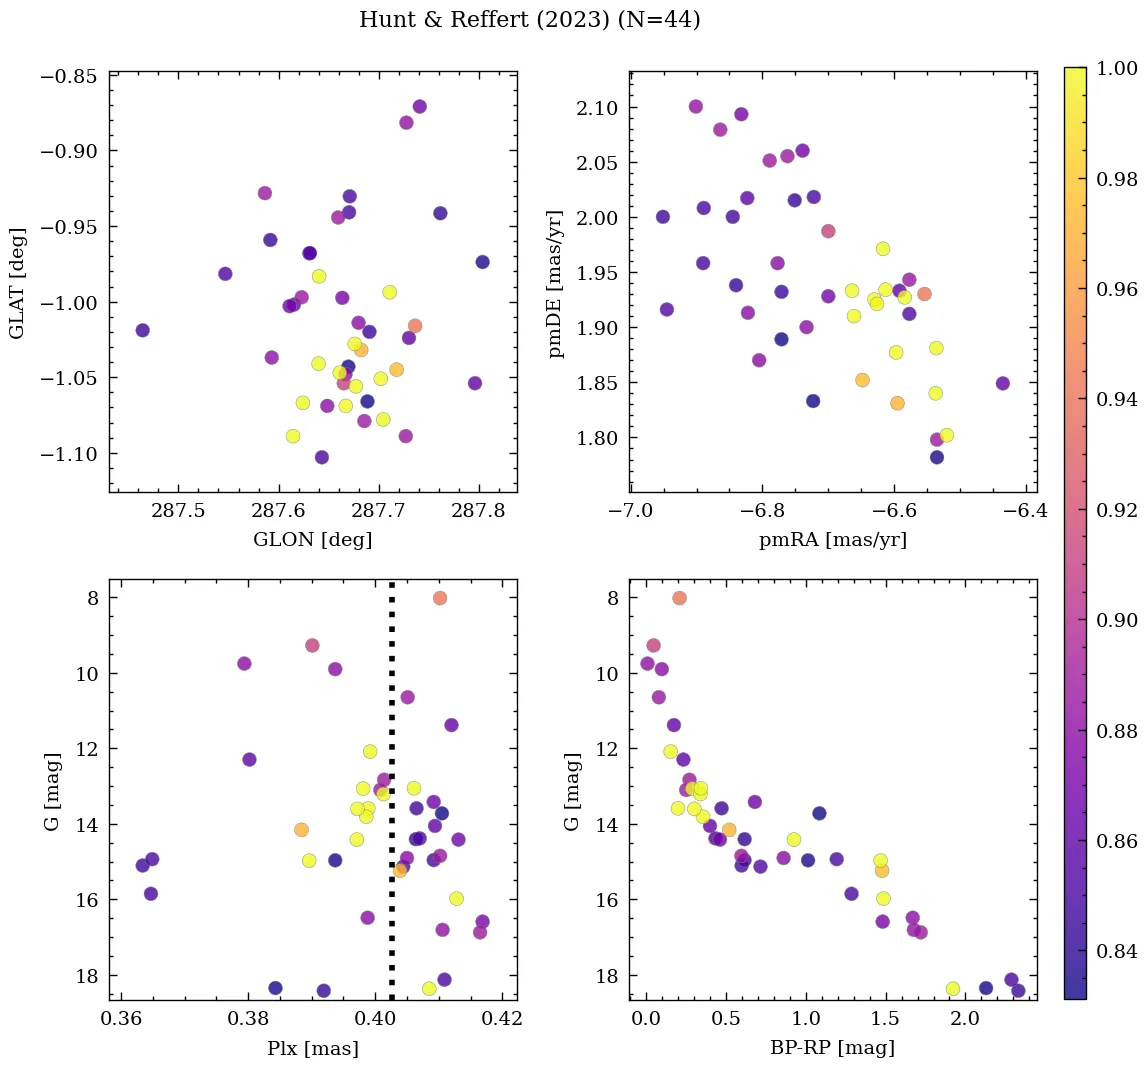 Hunt & Reffert (2023) (N=44)
−0.85
−0.90
−0.95
−1.00
−1.05
−1.10
GLAT [deg]
287.5 287.6 287.7 287.8
GLON [deg]
2.10
2.05
2.00
1.95
1.90
1.85
1.80
pmDE [mas/yr]
−7.0 −6.8 −6.6 −6.4
pmRA [mas/yr]
8
10
12
14
16
18
G [mag]
0.36 0.38 0.40 0.42
Plx [mas]
8
10
12
14
16
18
G [mag]
0.0 0.5 1.0 1.5 2.0
BP-RP [mag]
1.00
0.98
0.96
0.94
0.92
0.90
0.88
0.86
0.84